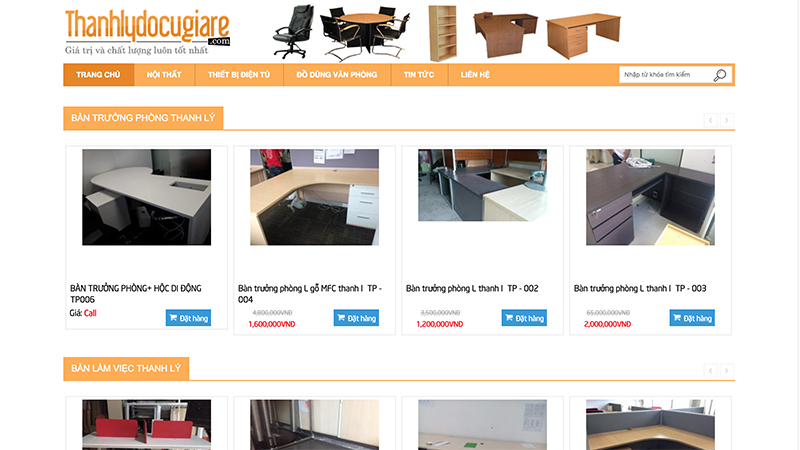 Thanhlydocugiare
.com
Giá trị và chất lượng luôn tốt nhất
TRANG CHỦ NỘI THẤT THIẾT BỊ ĐIỆN TỦ ĐỒ DÙNG VĂN PHÒNG TIN TỨC LIÊN HỆ Nhập từ khóa tìm kiếm
BÀN TRƯỞNG PHÒNG THANH LÝ
BÀN TRƯỞNG PHÒNG+ HỘC DI ĐỘNG
TP006
Giá: Call
Đặt hàng
Bàn trưởng phòng L gỗ MFC thanh l TP -
004
4,800,000VNĐ
1,600,000VNĐ
Đặt hàng
Bàn trưởng phòng L thanh l TP - 002
3,500,000VNĐ
1,200,000VNĐ
Đặt hàng
Bàn trưởng phòng L thanh l TP - 003
65,000,000VNĐ
2,000,000VNĐ
Đặt hàng
BÀN LÀM VIỆC THANH LÝ